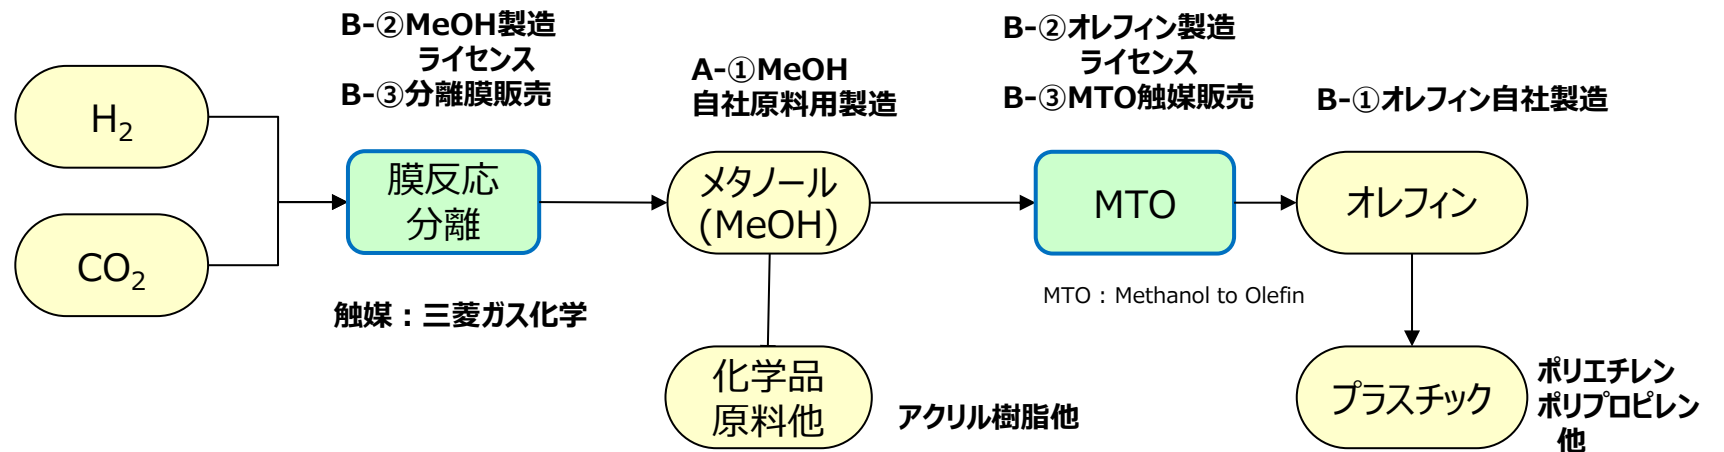 B-②MeOH製造
ライセンス
B-③分離膜販売
A-①MeOH
自社原料用製造
B-②オレフィン製造
ライセンス
B-③MTO触媒販売
B-①オレフィン自社製造
H₂
CO₂
膜反応
分離
メタノール
(MeOH)
MTO
オレフィン
触媒：三菱ガス化学
MTO : Methanol to Olefin
化学品
原料他
アクリル樹脂他
プラスチック
ポリエチレン
ポリプロピレン
他